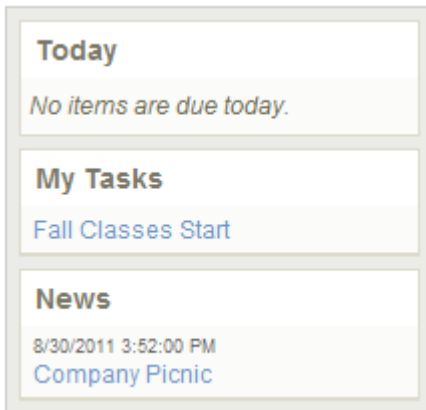 Today
No items are due today.
My Tasks
Fall Classes Start
News
8/30/2011 3:52:00 PM
Company Picnic